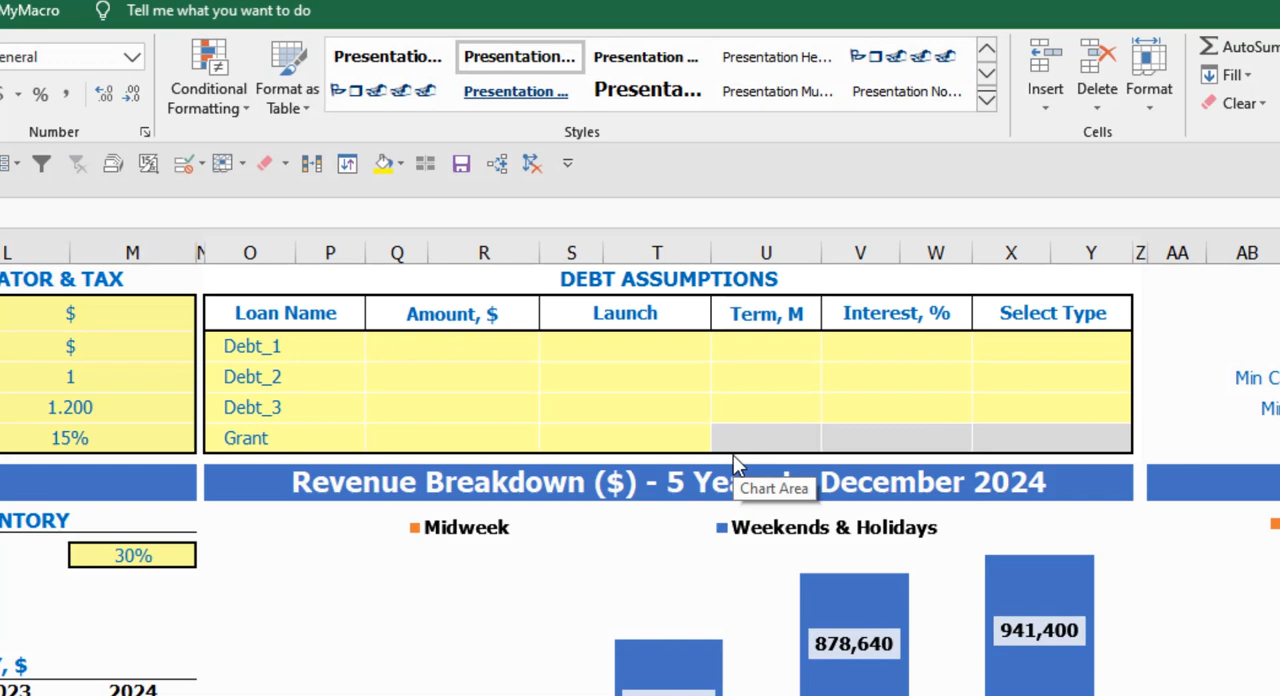 MyMacro Tell me what you want to do
eneral
Conditional Formatting
Format as Table
Presentatio...
Presentation...
Presentation ...
Presentation He...
Presentation ...
Presenta...
Presentation Mu...
Presentation No...
Insert
Delete
Format
AutoSum
Fill
Clear
% ,
Number
Styles
Cells
L M N O P Q R S T U V W X Y Z AA AB
ATOR & TAX
DEBT ASSUMPTIONS
$ Loan Name Amount, $ Launch Term, M Interest, % Select Type
$ Debt_1
1 Debt_2 Min C
1.200 Debt_3 Mi
15% Grant
Revenue Breakdown ($) - 5 Ye December 2024
Chart Area
NTORY
Midweek Weekends & Holidays
30%
878,640
941,400
, $
023 2024